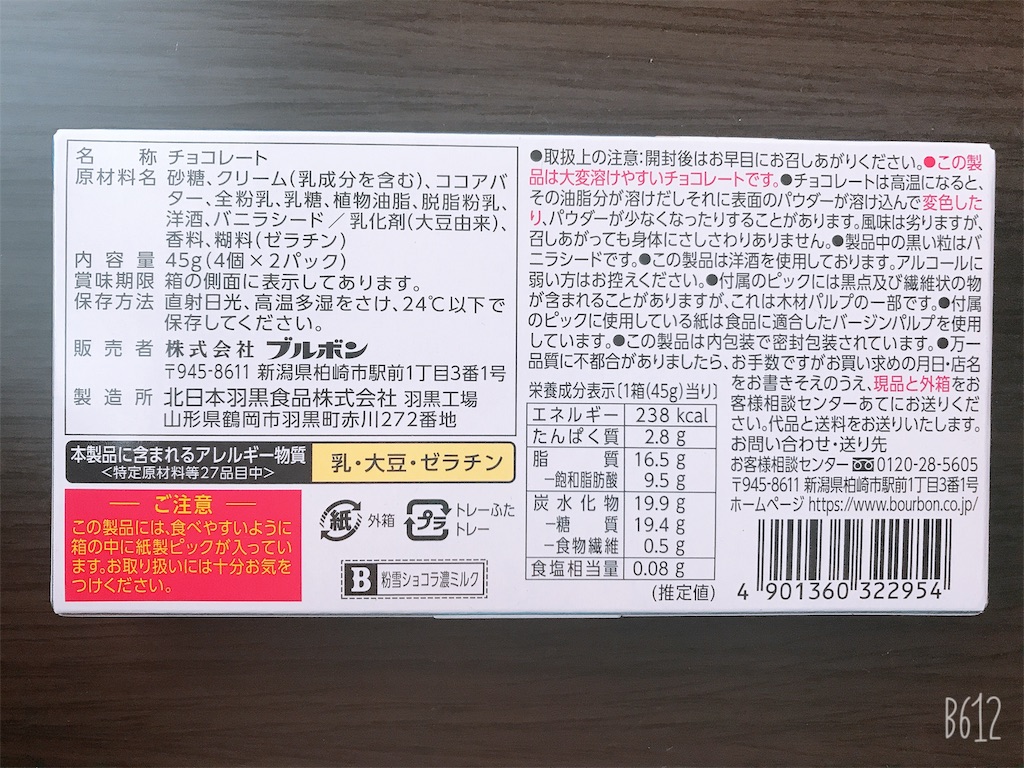 名称 チョコレート
原材料名 砂糖、クリーム(乳成分を含む)、ココアバ
ター、全粉乳、乳糖、植物油脂、脱脂粉乳、
洋酒、バニラシード／乳化剤(大豆由来)、
香料、糊料(ゼラチン)
内容量 45g(4個×2パック)
賞味期限 箱の側面に表示してあります。
保存方法 直射日光、高温多湿をさけ、24℃以下で
保存してください。
販売者 株式会社 ブルボン
〒945-8611 新潟県柏崎市駅前1丁目3番1号
製造所 北日本羽黒食品株式会社 羽黒工場
山形県鶴岡市羽黒町赤川272番地
本製品に含まれるアレルギー物質
<特定原材料等27品目中>
乳・大豆・ゼラチン
ご注意
この製品には、食べやすいように
箱の中に紙製ピックが入ってい
ます。お取り扱いには十分お気を
つけください。
紙 外箱
プラ トレーふた
トレー
B 粉雪ショコラ濃ミルク
●取扱上の注意:開封後はお早目にお召しあがりください。●この製
品は大変溶けやすいチョコレートです。●チョコレートは高温になると、
その油脂分が溶けだしそれに表面のパウダーが溶け込んで変色した
り、パウダーが少なくなったりすることがあります。風味は劣りますが、
召しあがっても身体にさしさわりありません。●製品中の黒い粒はバ
ニラシードです。●この製品は洋酒を使用しております。アルコールに
弱い方はお控えください。●付属のピックには黒点及び繊維状の物
が含まれることがありますが、これは木材パルプの一部です。●付属
のピックに使用している紙は食品に適合したバージンパルプを使用
しています。●この製品は内包装で密封包装されています。●万一
品質に不都合がありましたら、お手数ですがお買い求めの月日・店名
をお書きそえのうえ、現品と外箱をお
客様相談センターあてにお送りくださ
い。代品と送料をお送りいたします。
お問い合わせ・送り先
お客様相談センター 0120-28-5605
〒945-8611 新潟県柏崎市駅前1丁目3番1号
ホームページ https://www.bourbon.co.jp/
栄養成分表示[1箱(45g)当り]
エネルギー 238 kcal
たんぱく質 2.8 g
脂質 16.5 g
-飽和脂肪酸 9.5 g
炭水化物 19.9 g
-糖質 19.4 g
-食物繊維 0.5 g
食塩相当量 0.08 g
(推定値)
4 901360 322954
B612